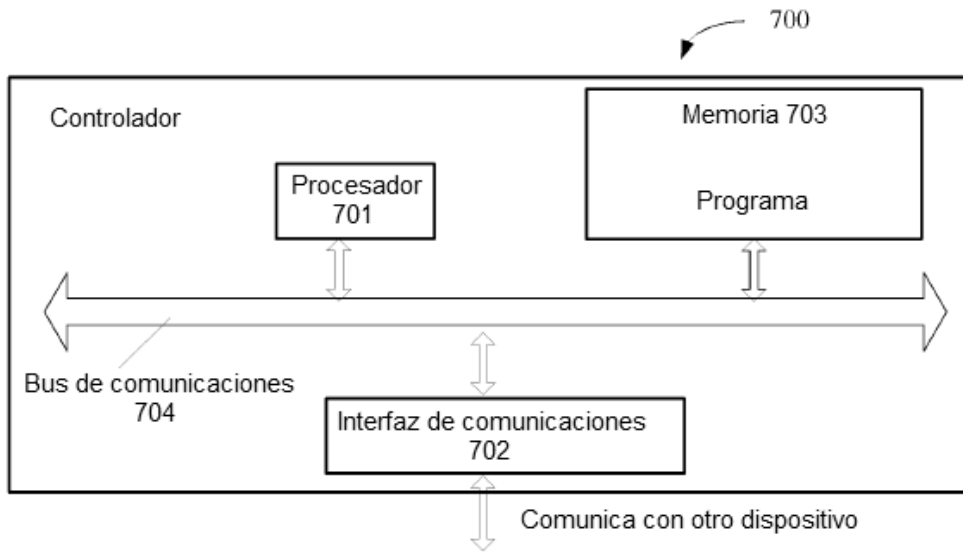 700
Controlador
Memoria 703
Programa
Procesador
701
Bus de comunicaciones
704
Interfaz de comunicaciones
702
Comunica con otro dispositivo